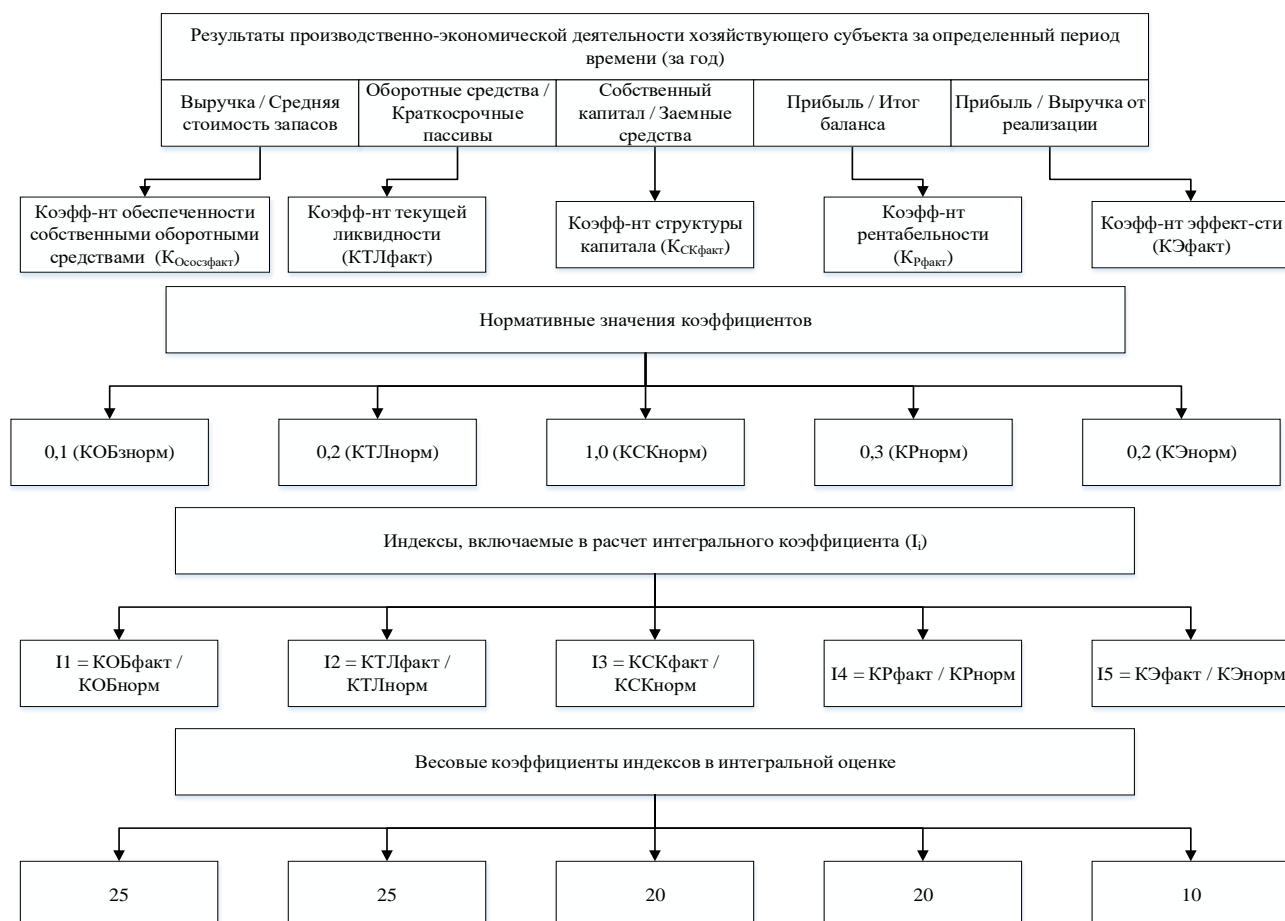 Результаты производственно-экономической деятельности хозяйствующего субъекта за определенный период
времени (за год)
Выручка / Средняя
стоимость запасов
Оборотные средства /
Краткосрочные
пассивы
Собственный
капитал / Заемные
средства
Прибыль / Итог
баланса
Прибыль / Выручка от
реализации
Коэфф-нт обеспеченности
собственными оборотными
средствами (КОсосзфакт)
Коэфф-нт текущей
ликвидности
(КТЛфакт)
Коэфф-нт структуры
капитала (КСКфакт)
Коэфф-нт
рентабельности
(КРфакт)
Коэфф-нт эффект-сти
(КЭфакт)
Нормативные значения коэффициентов
0,1 (КОБзнорм)
0,2 (КТЛнорм)
1,0 (КСКнорм)
0,3 (КРнорм)
0,2 (КЭнорм)
Индексы, включаемые в расчет интегрального коэффициента (Ii)
I1 = КОБфакт /
КОБнорм
I2 = КТЛфакт /
КТЛнорм
I3 = КСКфакт /
КСКнорм
I4 = КРфакт / КРнорм
I5 = КЭфакт / КЭнорм
Весовые коэффициенты индексов в интегральной оценке
25
25
20
20
10